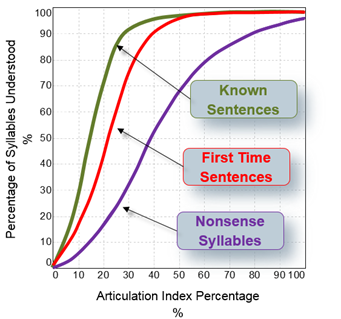 Percentage of Syllables Understood
%
100
90
80
70
60
50
40
30
20
10
0
Known
Sentences
First Time
Sentences
Nonsense
Syllables
0 10 20 30 40 50 60 70 80 90 100
Articulation Index Percentage
%